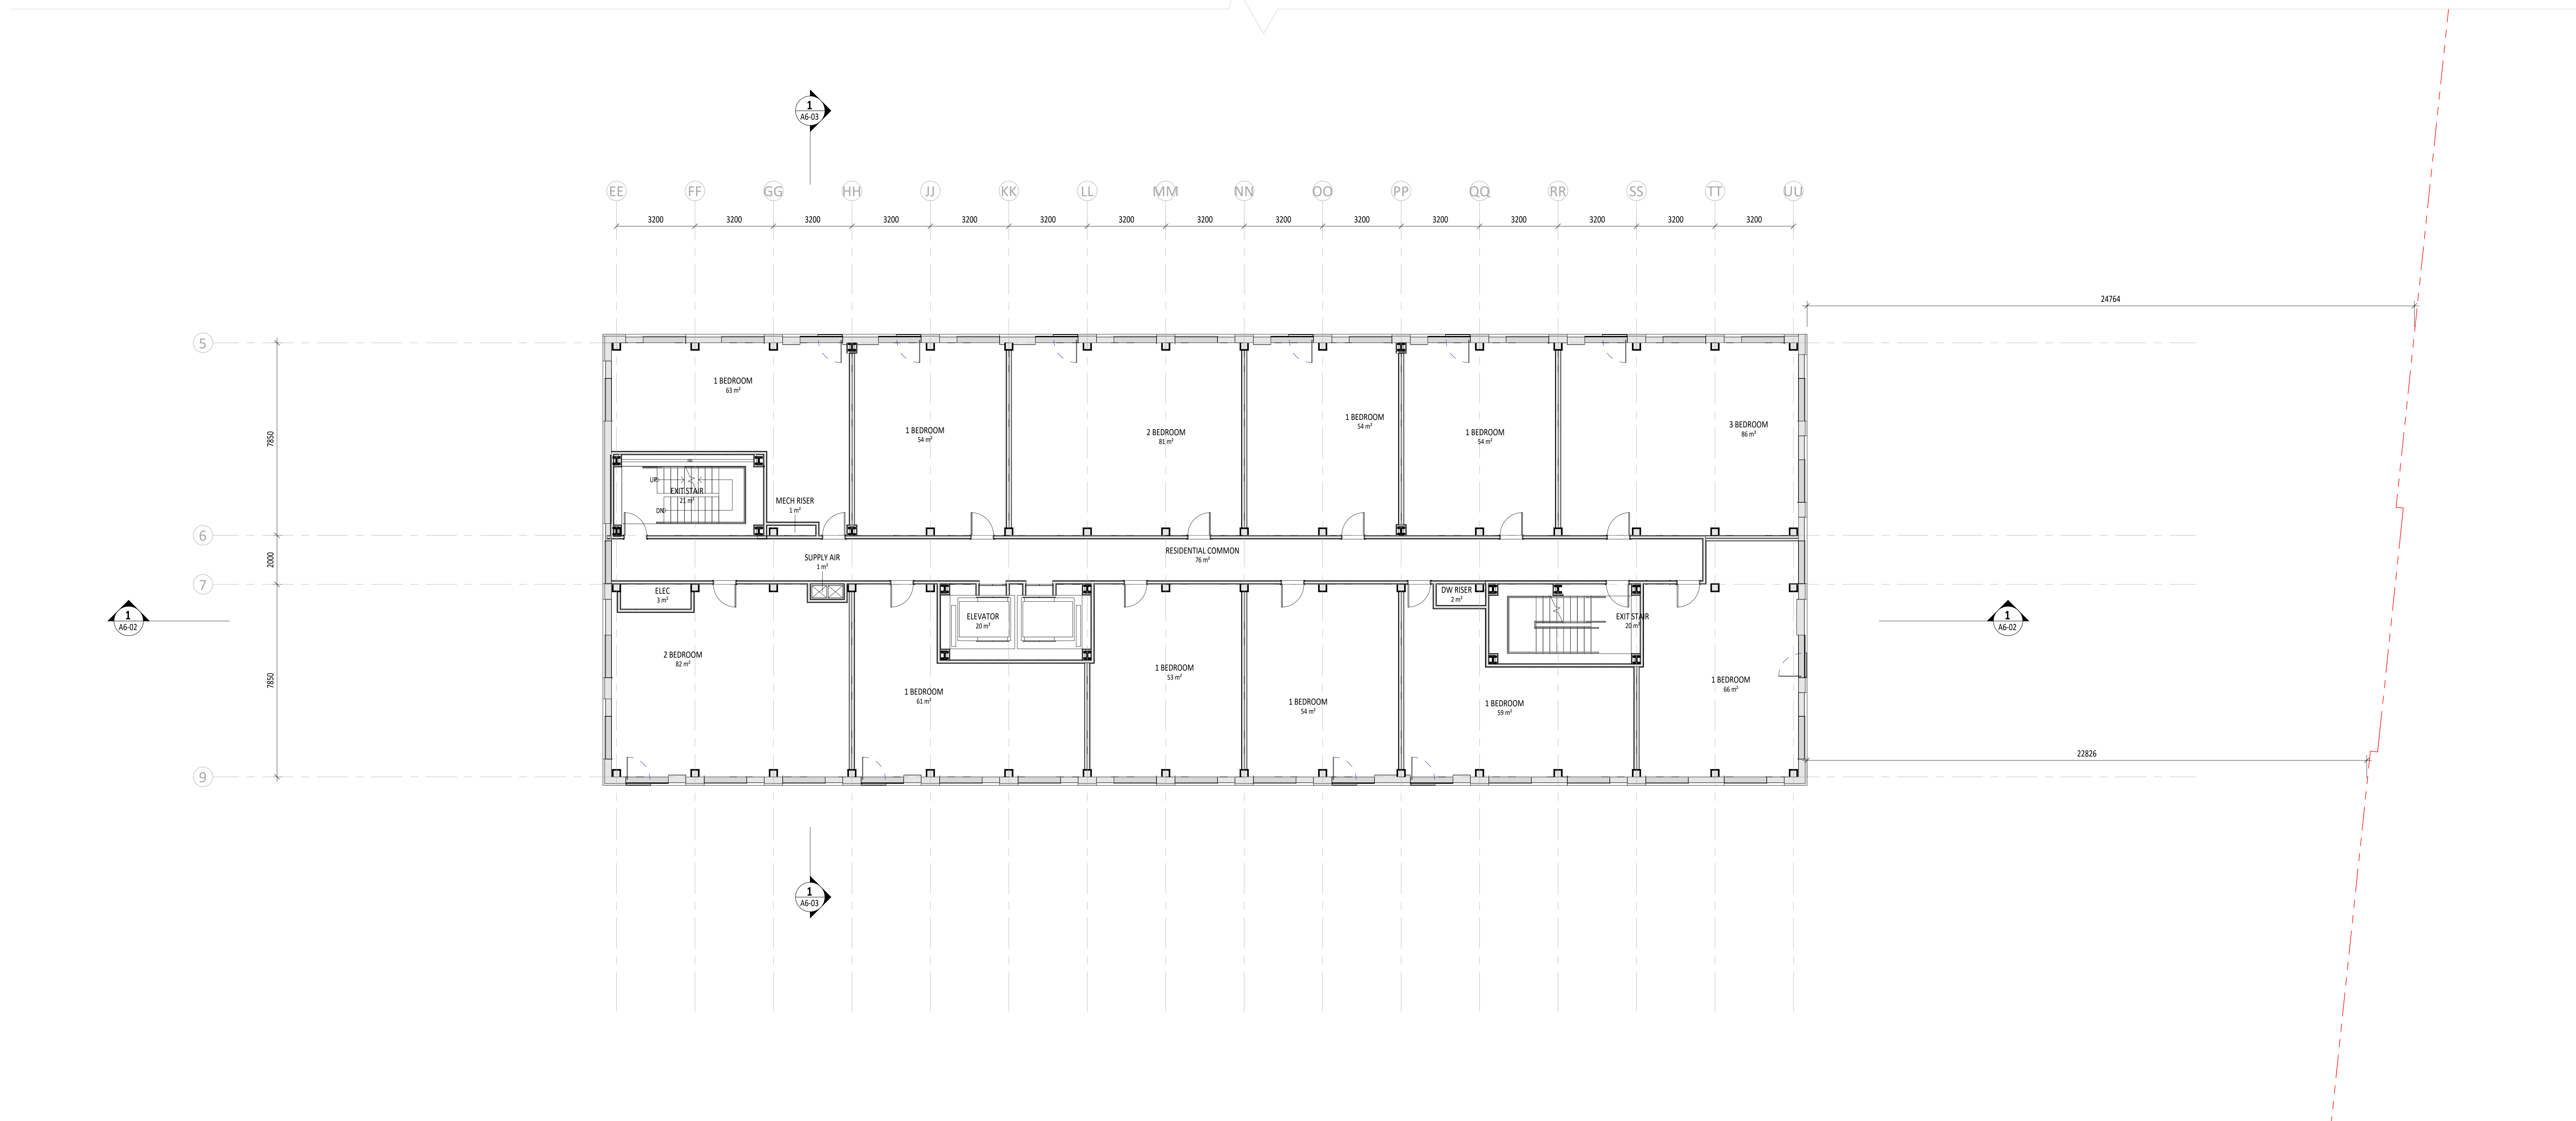 1
A6-03
EE FF GG HH JJ KK LL MM NN OO PP QQ RR SS TT UU
3200 3200 3200 3200 3200 3200 3200 3200 3200 3200 3200 3200 3200 3200 3200
24764
5
6
7
9
7850
2000
7850
1 BEDROOM
63 m²
1 BEDROOM
54 m²
2 BEDROOM
81 m²
1 BEDROOM
54 m²
1 BEDROOM
54 m²
3 BEDROOM
86 m²
UP
DN
EXIT STAIR
21 m²
MECH RISER
1 m²
SUPPLY AIR
1 m²
RESIDENTIAL COMMON
76 m²
ELEC
3 m²
ELEVATOR
20 m²
DW RISER
2 m²
EXIT STAIR
20 m²
2 BEDROOM
82 m²
1 BEDROOM
61 m²
1 BEDROOM
53 m²
1 BEDROOM
54 m²
1 BEDROOM
59 m²
1 BEDROOM
66 m²
1
A6-02
1
A6-02
22826
1
A6-03